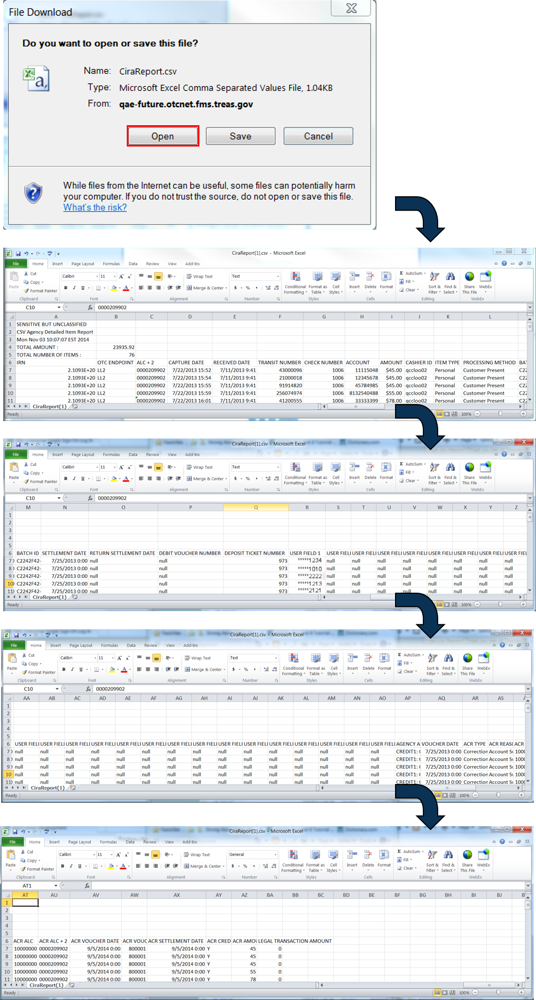 File Download
Do you want to open or save this file?
Name: CiraReport.csv
Type: Microsoft Excel Comma Separated Values File, 1.04KB
From: qae-future.otcnet.fms.treas.gov
Open Save Cancel
While files from the Internet can be useful, some files can potentially harm
your computer. If you do not trust the source, do not open or save this file.
What's the risk?
CiraReport[1].csv - Microsoft Excel
File Home Insert Page Layout Formulas Data Review View Add-Ins
Cut Calibri 11 Wrap Text Text AutoSum
Paste Copy Fill
Format Painter B I U Merge & Center $ % , Conditional Formatting Format as Table Cell Styles Insert Delete Format Clear Sort & Filter Find & Select Share This File WebEx
Clipboard Font Alignment Number Styles Cells Editing WebEx
C10 fx 0000209902
A B C D E F G H I J K L
1 SENSITIVE BUT UNCLASSIFIED
2 CSV Agency Detailed Item Report
3 Mon Nov 03 10:07:07 EST 2014
4 TOTAL AMOUNT : 23935.92
5 TOTAL NUMBER OF ITEMS : 76
6 IRN OTC ENDPOINT ALC + 2 CAPTURE DATE RECEIVED DATE TRANSIT NUMBER CHECK NUMBER ACCOUNT AMOUNT CASHIER ID ITEM TYPE PROCESSING METHOD BAT
7 2.1093E+20 LL2 0000209902 7/22/2013 15:52 7/11/2013 9:41 43000096 1006 11115048 $45.00 qccloo02 Personal Customer Present C22
8 2.1093E+20 LL2 0000209902 7/22/2013 15:54 7/11/2013 9:41 21000018 1006 12345678 $45.00 qccloo02 Personal Customer Present C22
9 2.1093E+20 LL2 0000209902 7/22/2013 15:55 7/11/2013 9:41 91914820 1006 45784985 $45.00 qccloo02 Personal Customer Present C22
10 2.1093E+20 LL2 0000209902 7/22/2013 15:59 7/11/2013 9:41 256074974 1006 8132540488 $55.00 qccloo02 Personal Customer Present C22
11 2.1093E+20 LL2 0000209902 7/22/2013 16:01 7/11/2013 9:41 41200555 1006 33333399 $78.00 qccloo02 Personal Customer Present C22
CiraReport(1)
Ready 100%
CiraReport[1].csv - Microsoft Excel
File Home Insert Page Layout Formulas Data Review View Add-Ins
Cut Calibri 11 Wrap Text Text AutoSum
Paste Copy Fill
Format Painter B I U Merge & Center $ % , Conditional Formatting Format as Table Cell Styles Insert Delete Format Clear Sort & Filter Find & Select Share This File WebEx
Clipboard Font Alignment Number Styles Cells Editing WebEx
C10 fx 0000209902
M N O P Q R S T U V W X Y Z
1
2
3
4
5
6 BATCH ID SETTLEMENT DATE RETURN SETTLEMENT DATE DEBIT VOUCHER NUMBER DEPOSIT TICKET NUMBER USER FIELD 1 USER FIEL USER FIEL USER FIEL USER FIEL USER FIEL USER FIEL USER FIEL USER FIEL
7 C2242F42- 7/25/2013 0:00 null null 973 *****1234 null null null null null null null null
8 C2242F42- 7/25/2013 0:00 null null 973 *****1010 null null null null null null null null
9 C2242F42- 7/25/2013 0:00 null null 973 *****2222 null null null null null null null null
10 C2242F42- 7/25/2013 0:00 null null 973 *****1213 null null null null null null null null
11 C2242F42- 7/25/2013 0:00 null null 973 *****2121 null null null null null null null null
CiraReport(1)
Ready 100%
CiraReport[1].csv - Microsoft Excel
File Home Insert Page Layout Formulas Data Review View Add-Ins
Cut Calibri 11 Wrap Text Text AutoSum
Paste Copy Fill
Format Painter B I U Merge & Center $ % , Conditional Formatting Format as Table Cell Styles Insert Delete Format Clear Sort & Filter Find & Select Share This File WebEx
Clipboard Font Alignment Number Styles Cells Editing WebEx
C10 fx 0000209902
AA AB AC AD AE AF AG AH AI AJ AK AL AM AN AO AP AQ AR AS
1
2
3
4
5
6 USER FIEL USER FIEL USER FIEL USER FIEL USER FIEL USER FIEL USER FIEL USER FIEL USER FIEL USER FIEL USER FIEL USER FIEL USER FIEL USER FIEL USER FIEL AGENCY A VOUCHER DATE ACR TYPE ACR REASC ACR
7 null null null null null null null null null null null null null null null CREDIT1: 7/25/2013 0:00 Correction Account S 1000
8 null null null null null null null null null null null null null null null CREDIT1: 7/25/2013 0:00 Correction Account S 1000
9 null null null null null null null null null null null null null null null CREDIT1: 7/25/2013 0:00 Correction Account S 1000
10 null null null null null null null null null null null null null null null CREDIT1: 7/25/2013 0:00 Correction Account S 1000
11 null null null null null null null null null null null null null null null CREDIT1: 7/25/2013 0:00 Correction Account S 1000
CiraReport(1)
Ready 100%
CiraReport[1].csv - Microsoft Excel
File Home Insert Page Layout Formulas Data Review View Add-Ins
Cut Calibri 11 Wrap Text General AutoSum
Paste Copy Fill
Format Painter B I U Merge & Center $ % , Conditional Formatting Format as Table Cell Styles Insert Delete Format Clear Sort & Filter Find & Select Share This File WebEx
Clipboard Font Alignment Number Styles Cells Editing WebEx
AT1 fx
AT AU AV AW AX AY AZ BA BB BC BD BE BF BG BH BI BJ
1
2
3
4
5
6 ACR ALC ACR ALC + 2 ACR VOUCHER DATE ACR VOUC ACR SETTLEMENT DATE ACR CRED ACR AMOU LEGAL TRANSACTION AMOUNT
7 10000000 0000209902 9/5/2014 0:00 800001 9/5/2014 0:00 Y 45 0
8 10000000 0000209902 9/5/2014 0:00 800001 9/5/2014 0:00 Y 45 0
9 10000000 0000209902 9/5/2014 0:00 800001 9/5/2014 0:00 Y 45 0
10 10000000 0000209902 9/5/2014 0:00 800001 9/5/2014 0:00 Y 55 0
11 10000000 0000209902 9/5/2014 0:00 800001 9/5/2014 0:00 Y 78 0
CiraReport(1)
Ready 100%